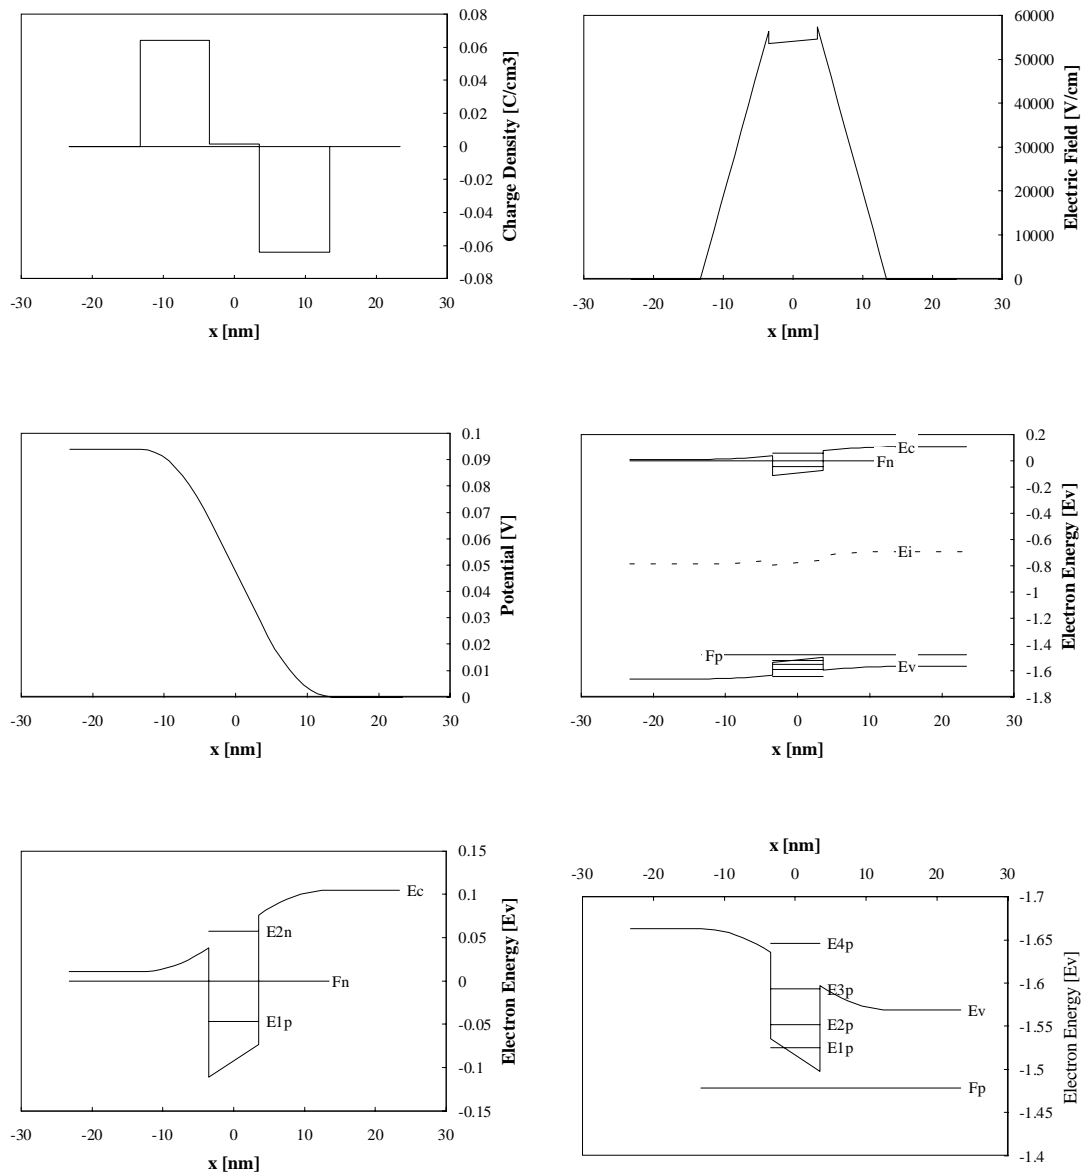 0.08
0.06
0.04
0.02
0
-0.02
-0.04
-0.06
-0.08
Charge Density [C/cm3]
-30 -20 -10 0 10 20 30
x [nm]
60000
50000
40000
30000
20000
10000
0
Electric Field [V/cm]
-30 -20 -10 0 10 20 30
x [nm]
0.1
0.09
0.08
0.07
0.06
0.05
0.04
0.03
0.02
0.01
0
Potential [V]
-30 -20 -10 0 10 20 30
x [nm]
Ec
Fn
Ei
Fp
Ev
0.2
0
-0.2
-0.4
-0.6
-0.8
-1
-1.2
-1.4
-1.6
-1.8
Electron Energy [Ev]
-30 -20 -10 0 10 20 30
x [nm]
Ec
E2n
Fn
E1p
0.15
0.1
0.05
0
-0.05
-0.1
-0.15
Electron Energy [Ev]
-30 -20 -10 0 10 20 30
x [nm]
x [nm]
-30 -20 -10 0 10 20 30
E4p
E3p
Ev
E2p
E1p
Fp
-1.7
-1.65
-1.6
-1.55
-1.5
-1.45
-1.4
Electron Energy [Ev]